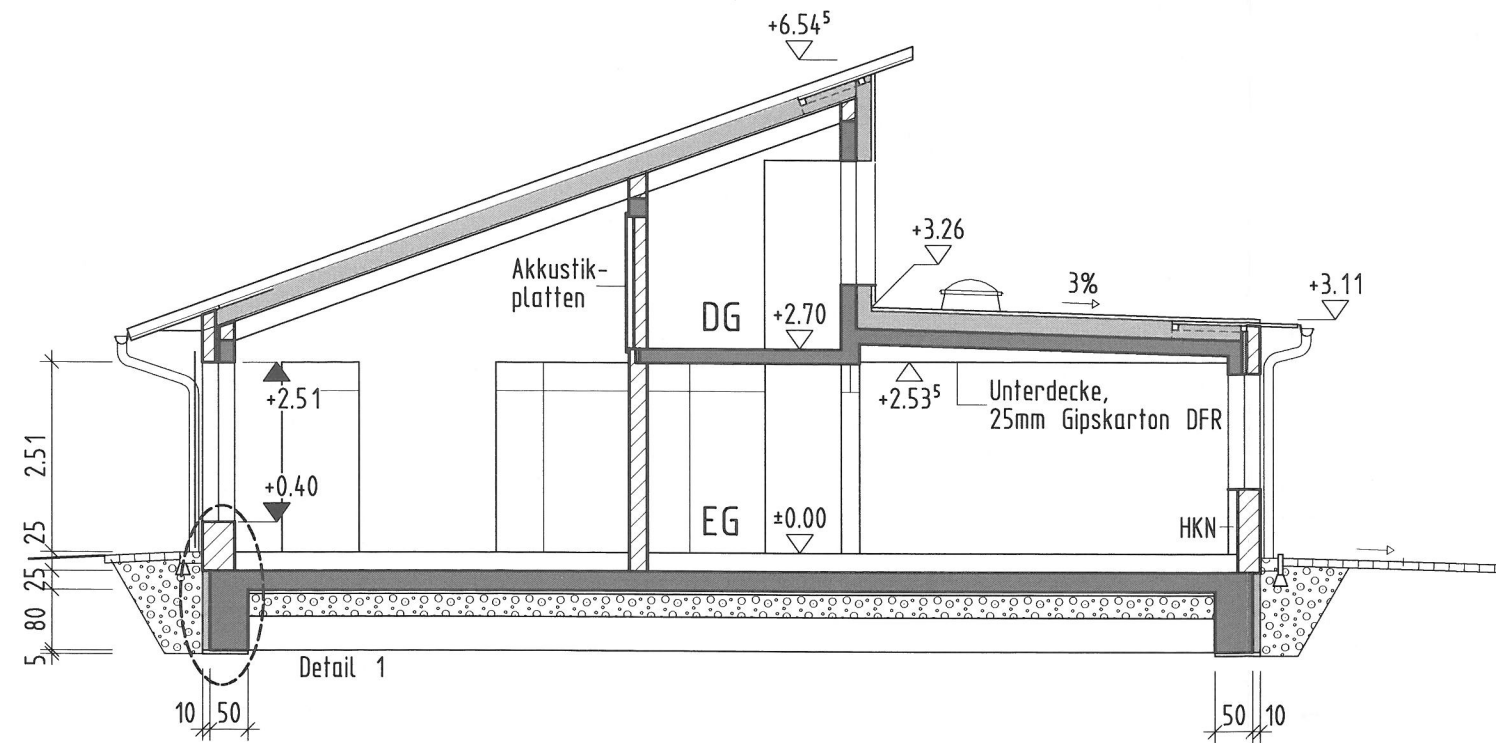 +6.54⁵
+3.26
3%
+3.11
Akkustik-
platten
DG
+2.70
+2.51
+2.53⁵
Unterdecke,
25mm Gipskarton DFR
2.51
+0.40
EG
±0.00
HKN
25
25
80
5
Detail 1
10
50
50
10